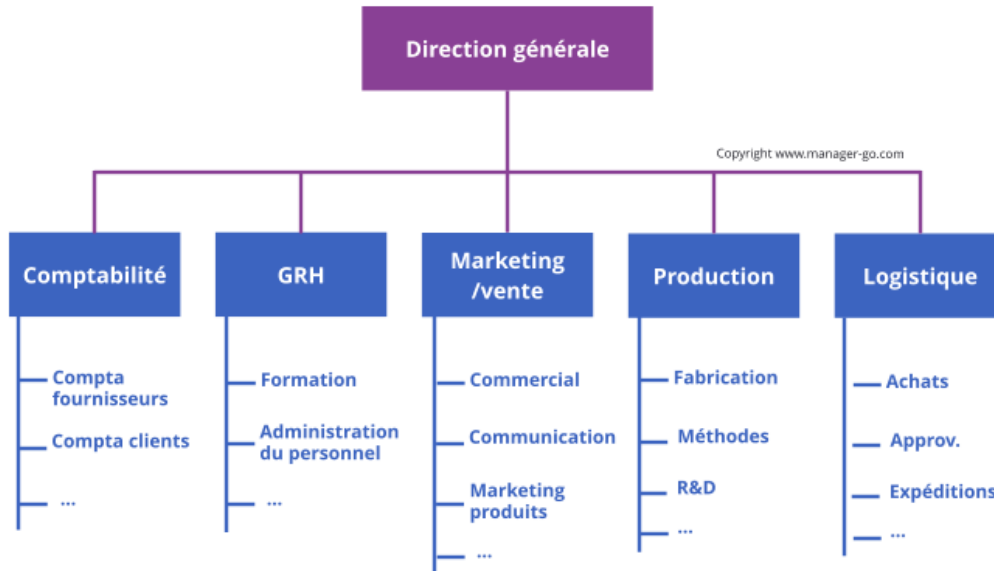 Direction générale
Copyright www.manager-go.com
Comptabilité
GRH
Marketing
/vente
Production
Logistique
Compta
fournisseurs
Compta clients
...
Formation
Administration
du personnel
...
Commercial
Communication
Marketing
produits
...
Fabrication
Méthodes
R&D
...
Achats
Approv.
Expéditions
...